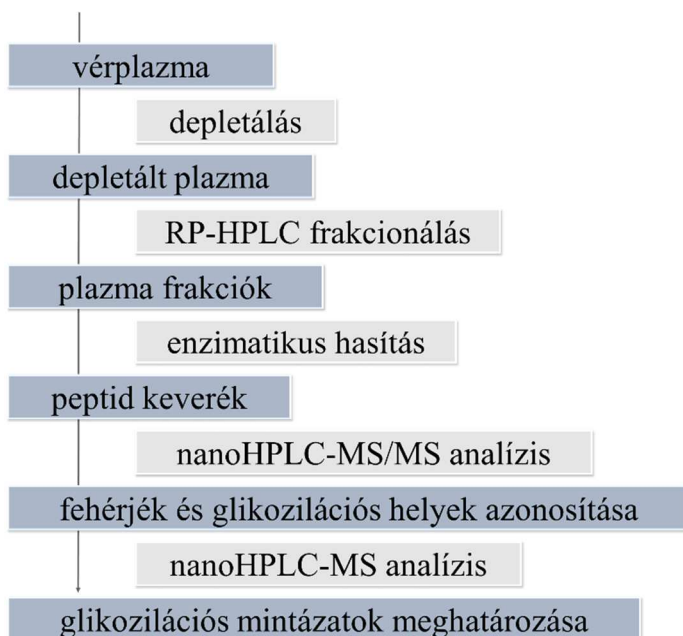 vérplazma
depletálás
depletált plazma
RP-HPLC frakcionálás
plazma frakciók
enzimatikus hasítás
peptid keverék
nanoHPLC-MS/MS analízis
fehérjék és glikozilációs helyek azonosítása
nanoHPLC-MS analízis
glikozilációs mintázatok meghatározása